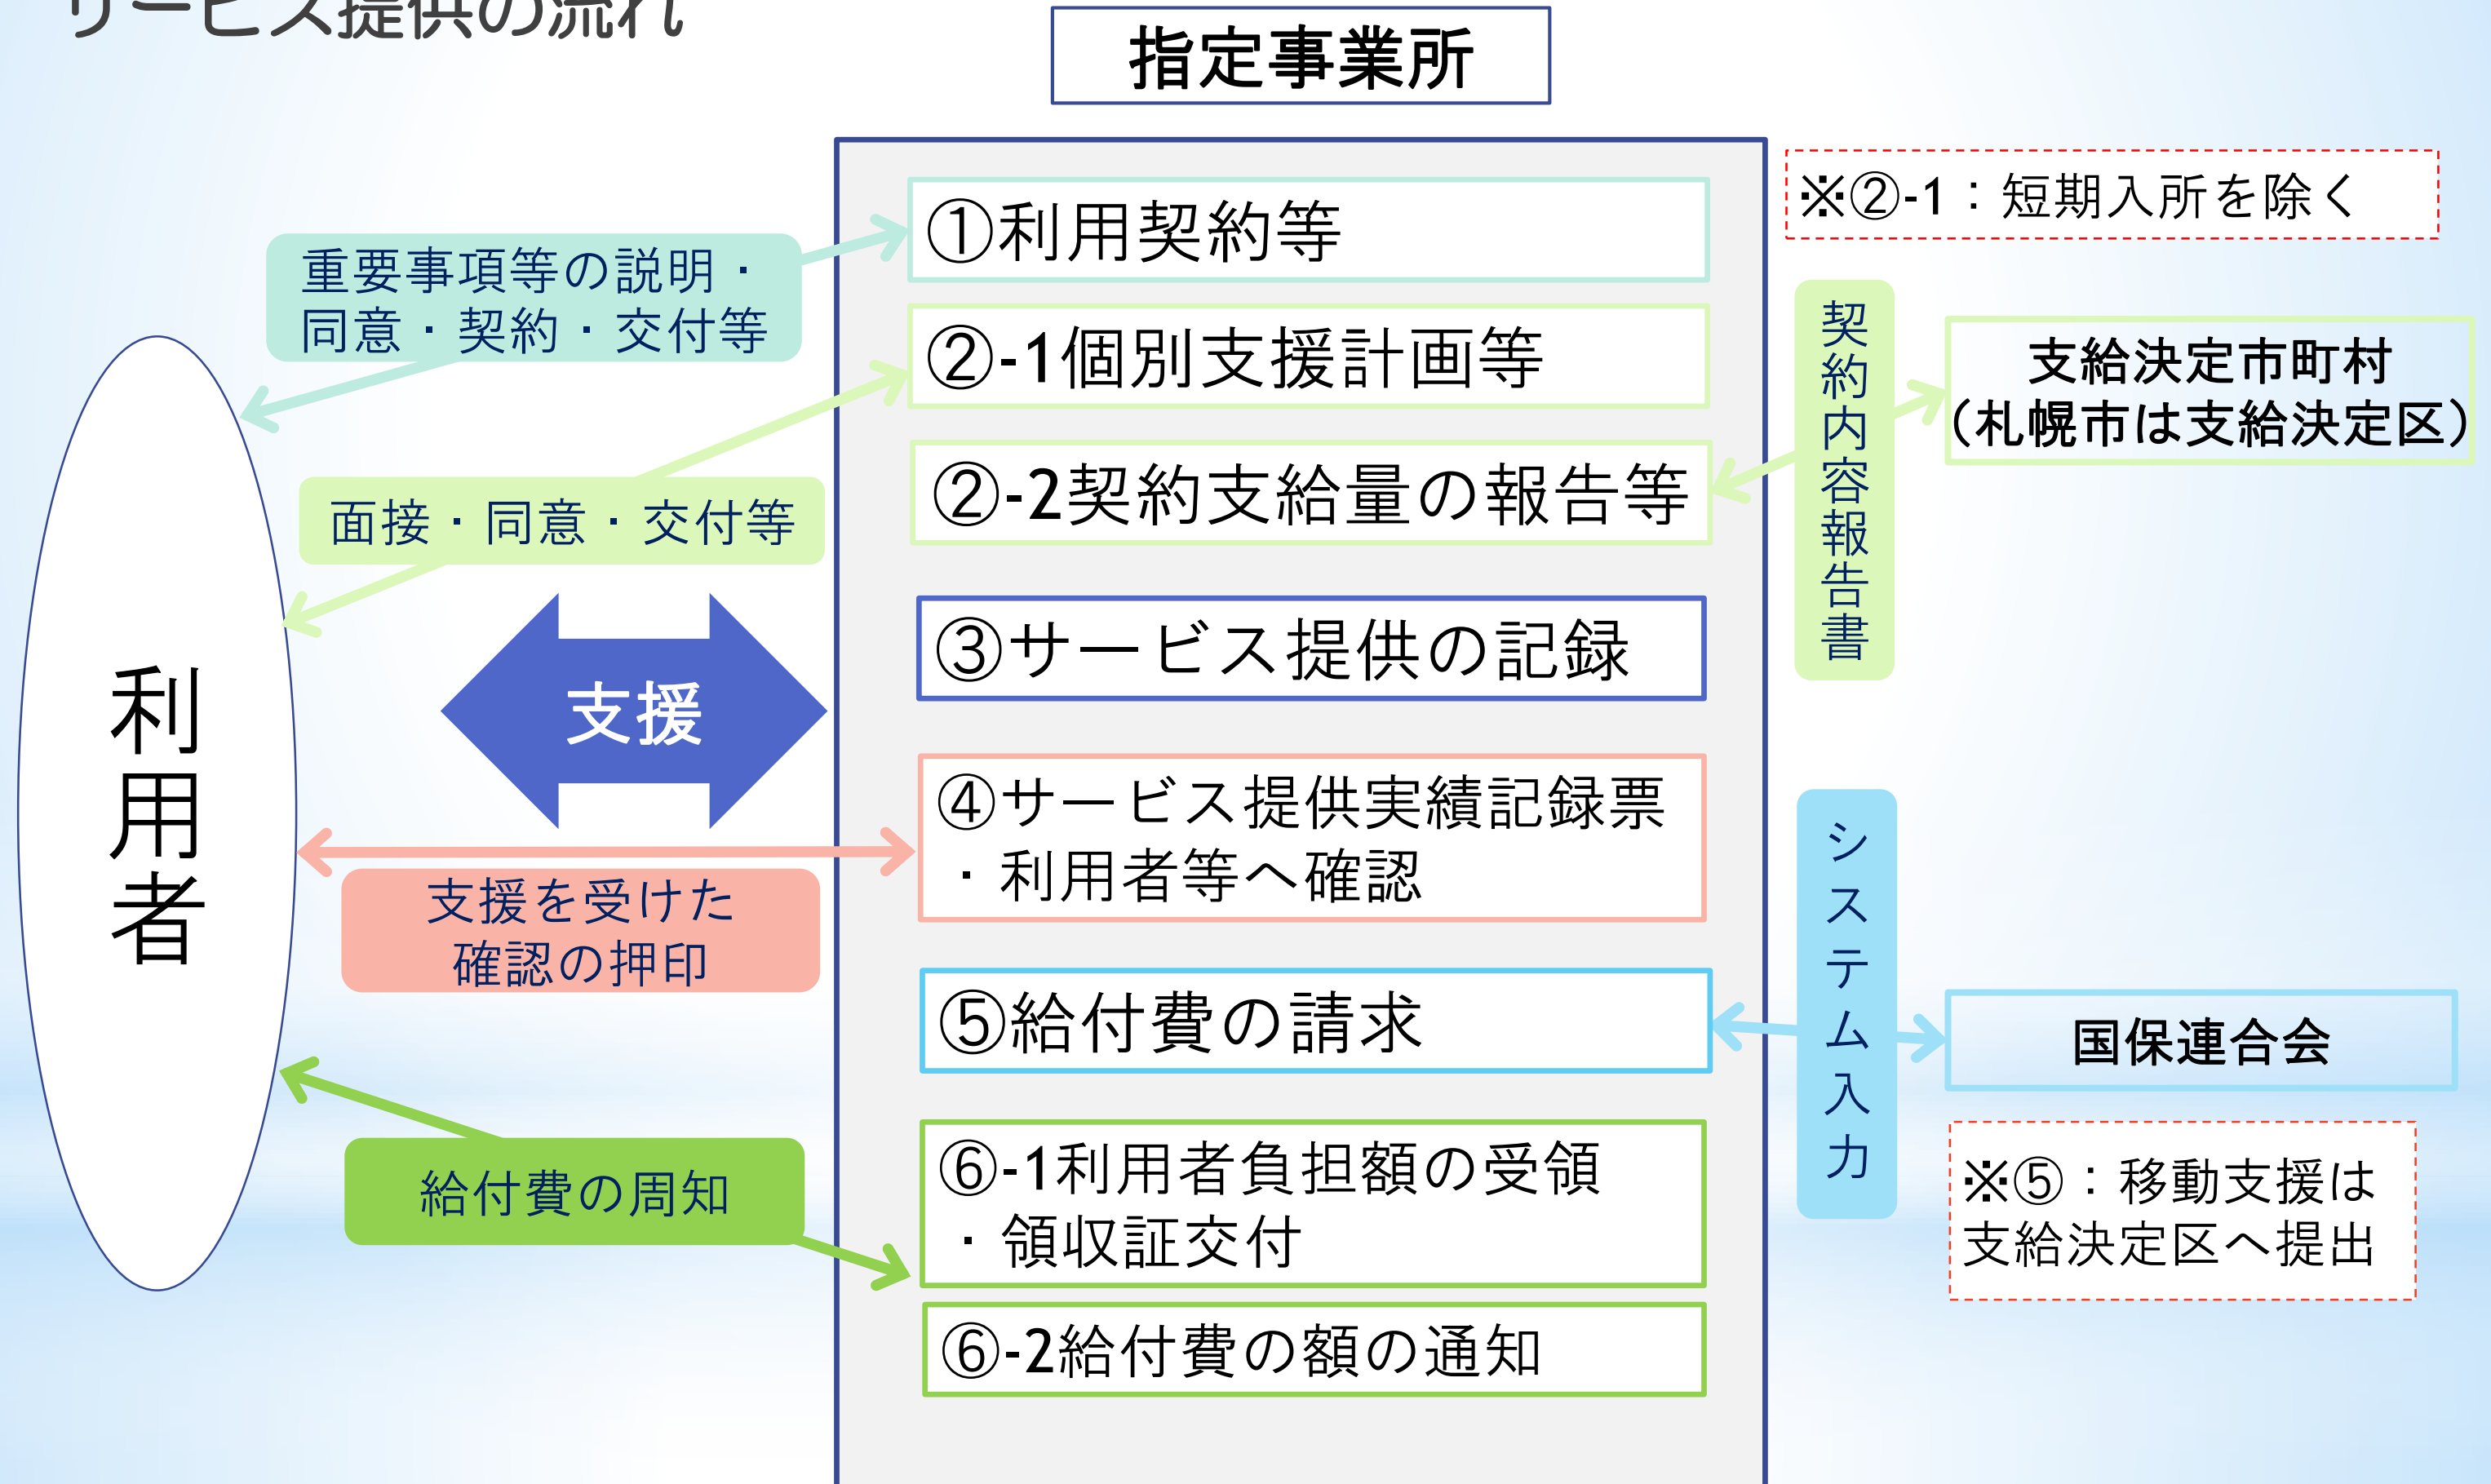 サービス提供の流れ
指定事業所
※②-1：短期入所を除く
①利用契約等
重要事項等の説明・
同意・契約・交付等
②-1個別支援計画等
②-2契約支給量の報告等
面接・同意・交付等
契約内容報告書
支給決定市町村
（札幌市は支給決定区）
利用者
支援
③サービス提供の記録
④サービス提供実績記録票
・利用者等へ確認
支援を受けた
確認の押印
⑤給付費の請求
システム入力
国保連合会
※⑤：移動支援は
支給決定区へ提出
給付費の周知
⑥-1利用者負担額の受領
・領収証交付
⑥-2給付費の額の通知